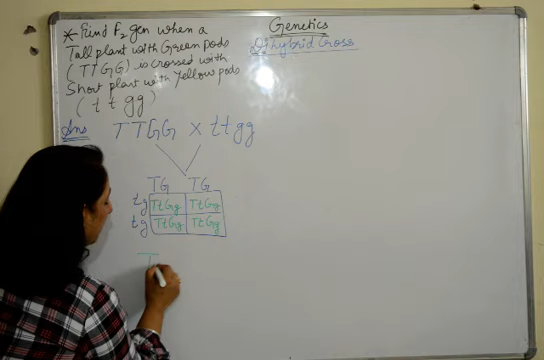 Genetics
Dihybrid Cross
* Find F2 gen when a
Tall plant with Green pods
(TTGG) is crossed with
Short plant with Yellow pods
(ttgg)
Ans TTGG × ttgg
TG TG
tg TtGg TtGg
tg TtGg TtGg
T